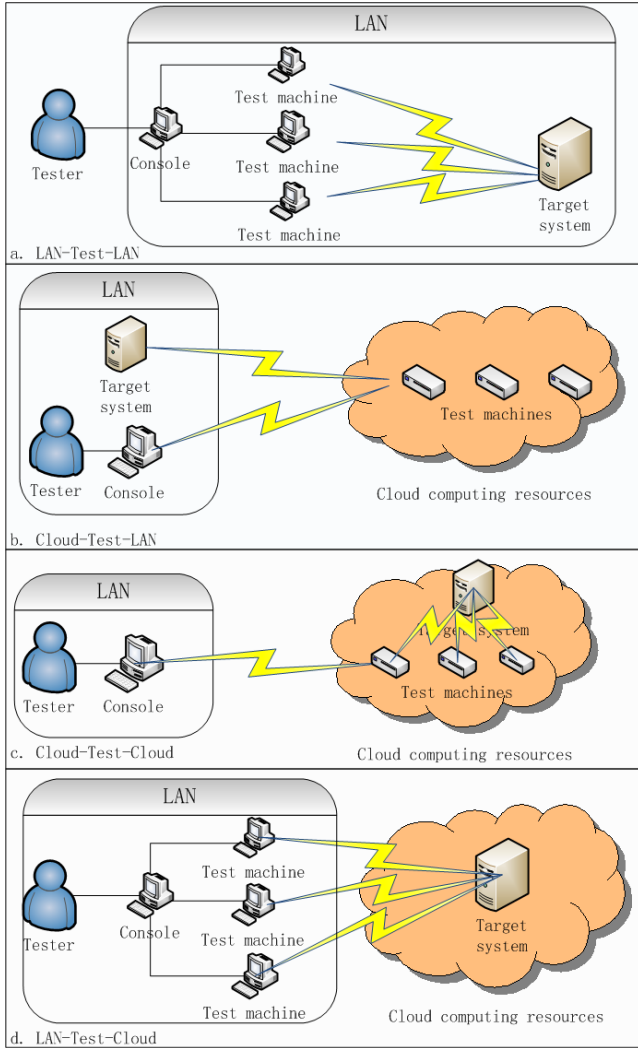 LAN
Test machine
Tester
Console
Test machine
Target
system
Test machine
a. LAN-Test-LAN
LAN
Target
system
Test machines
Tester
Console
Cloud computing resources
b. Cloud-Test-LAN
LAN
Target system
Tester
Console
Test machines
Cloud computing resources
c. Cloud-Test-Cloud
LAN
Test machine
Tester
Console
Test machine
Target
system
Test machine
Cloud computing resources
d. LAN-Test-Cloud